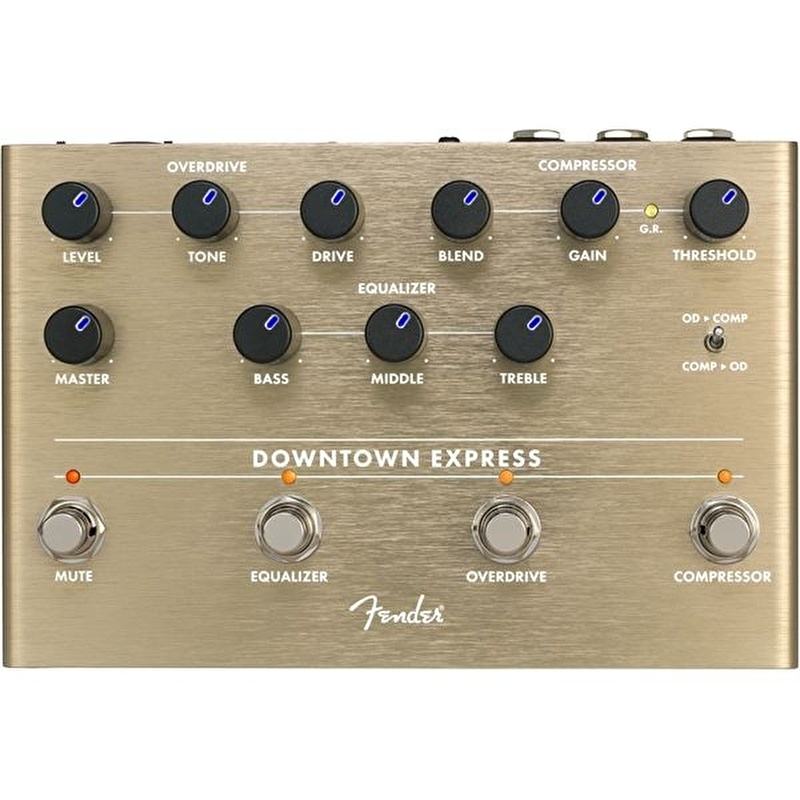 OVERDRIVE
COMPRESSOR
LEVEL
TONE
DRIVE
BLEND
GAIN
G.R.
THRESHOLD
EQUALIZER
MASTER
BASS
MIDDLE
TREBLE
OD ▸ COMP
COMP ▸ OD
DOWNTOWN EXPRESS
MUTE
EQUALIZER
OVERDRIVE
COMPRESSOR
Fender